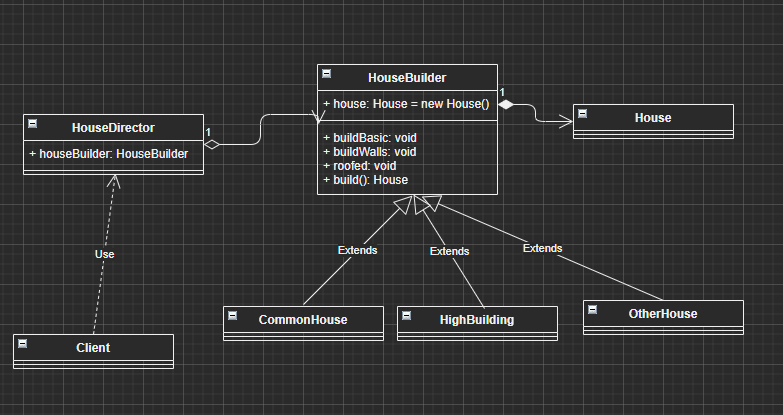 HouseBuilder
+ house: House = new House()
+ buildBasic: void
+ buildWalls: void
+ roofed: void
+ build(): House
1
House
HouseDirector
+ houseBuilder: HouseBuilder
1
Use
Extends
Extends
Extends
CommonHouse
HighBuilding
OtherHouse
Client